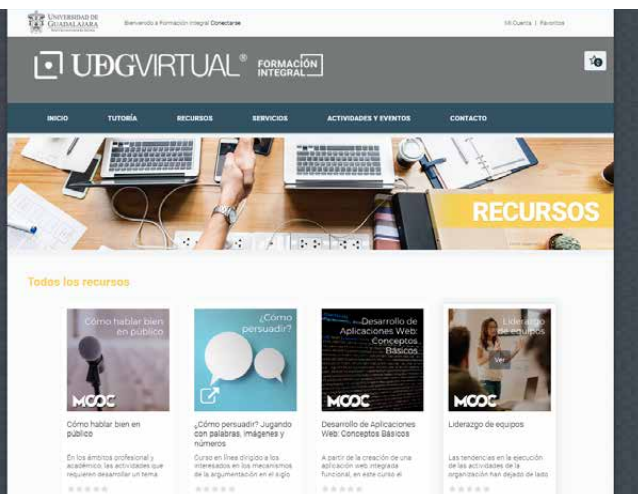 UNIVERSIDAD DE
GUADALAJARA
Bienvenido a Formación Integral Conectarse
Mi Cuenta | Favoritos
UDGVIRTUAL® FORMACIÓN
INTEGRAL
INICIO TUTORÍA RECURSOS SERVICIOS ACTIVIDADES Y EVENTOS CONTACTO
RECURSOS
Todos los recursos
Cómo hablar bien
en público
MOOC
Cómo hablar bien en
público
En los ámbitos profesional y
académico, las actividades que
requieren desarrollar un tema
¿Cómo
persuadir?
¿Cómo persuadir? Jugando
con palabras, imágenes y
números
Curso en línea dirigido a los
interesados en los mecanismos
de la argumentación en el siglo
Desarrollo de
Aplicaciones Web:
Conceptos
Básicos
MOOC
Desarrollo de Aplicaciones
Web: Conceptos Básicos
A partir de la creación de una
aplicación web integrada
funcional, en este curso el
Liderazgo
de equipos
Ver
MOOC
Liderazgo de equipos
Las tendencias en la ejecución
de las actividades de la
organización han dejado de lado